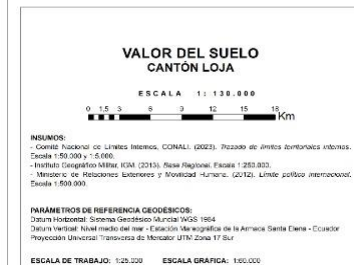 VALOR DEL SUELO
CANTÓN LOJA
ESCALA 1: 130.000
0 1,5 3 6 9 12 15 18
Km
INSUMOS:
- Comité Nacional de Límites Internos, CONALI. (2023). Trazado de límites territoriales internos.
Escala 1:50.000 y 1:5.000.
- Instituto Geográfico Militar, IGM. (2013). Base Regional, Escala 1:250.000.
- Ministerio de Relaciones Exteriores y Movilidad Humana. (2012). Límite político internacional.
Escala 1:500.000.
PARÁMETROS DE REFERENCIA GEODÉSICOS:
Datum Horizontal: Sistema Geodésico Mundial WGS 1984
Datum Vertical: Nivel medio del mar - Estación Mareográfica de la Armada Santa Elena - Ecuador
Proyección Universal Transversa de Mercator UTM Zona 17 Sur
ESCALA DE TRABAJO: 1:25.000 ESCALA GRÁFICA: 1:60.000